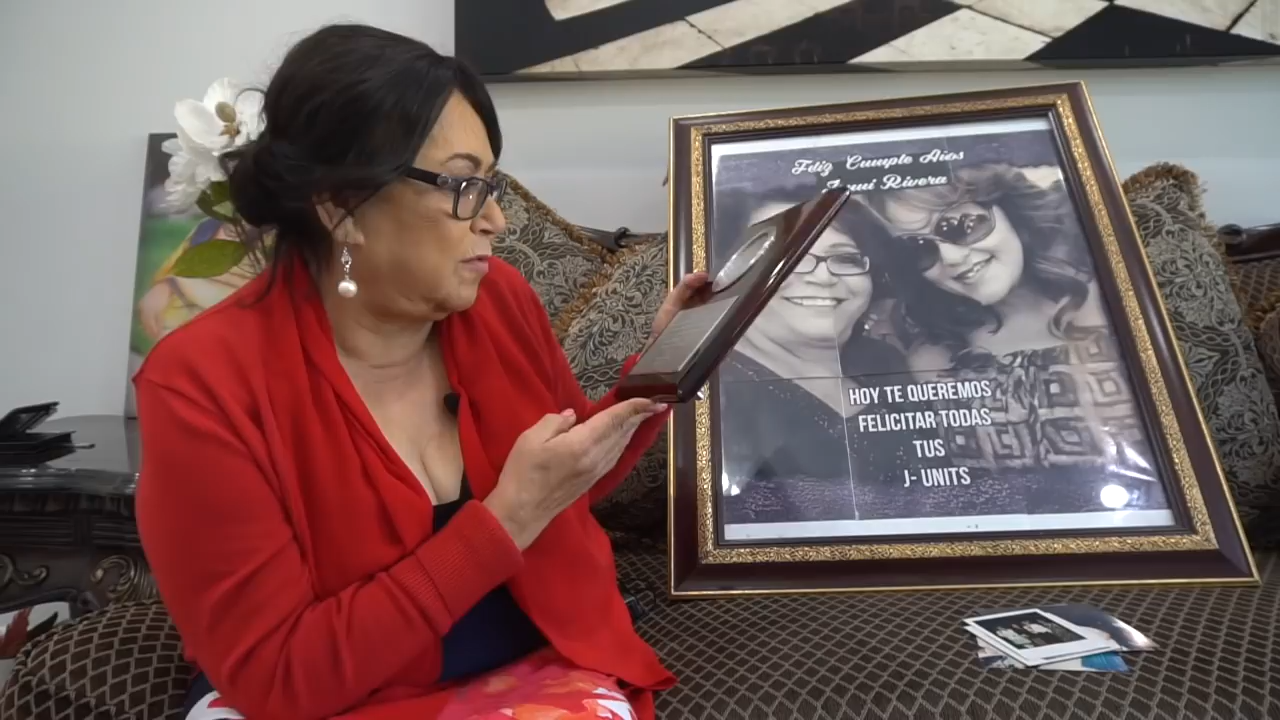 Feliz Cumple Años
Rivera
HOY TE QUEREMOS
FELICITAR TODAS
TUS
J- UNITS